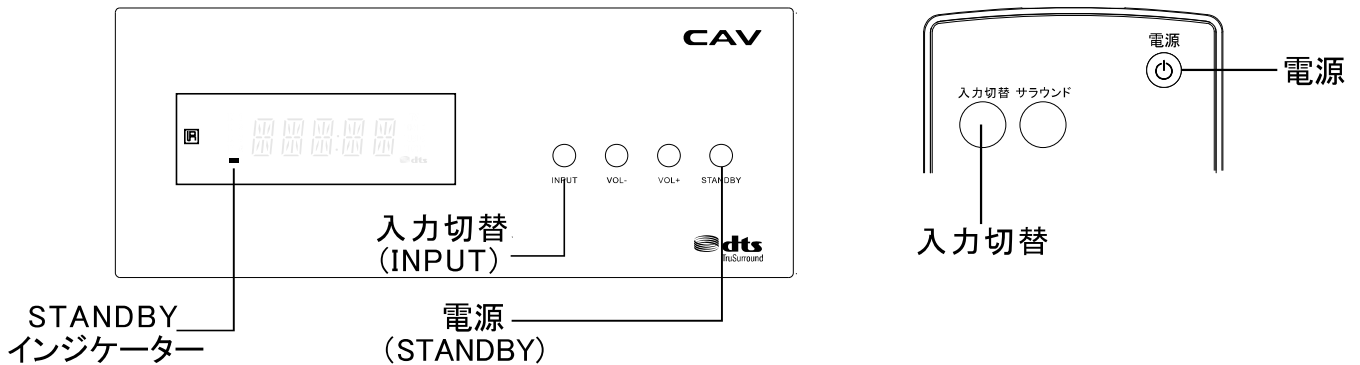 CAV
R
dts
INPUT VOL- VOL+ STANDBY
入力切替
(INPUT)
dts
TruSurround
STANDBY
インジケーター
電源
(STANDBY)
電源
入力切替 サラウンド
電源
入力切替